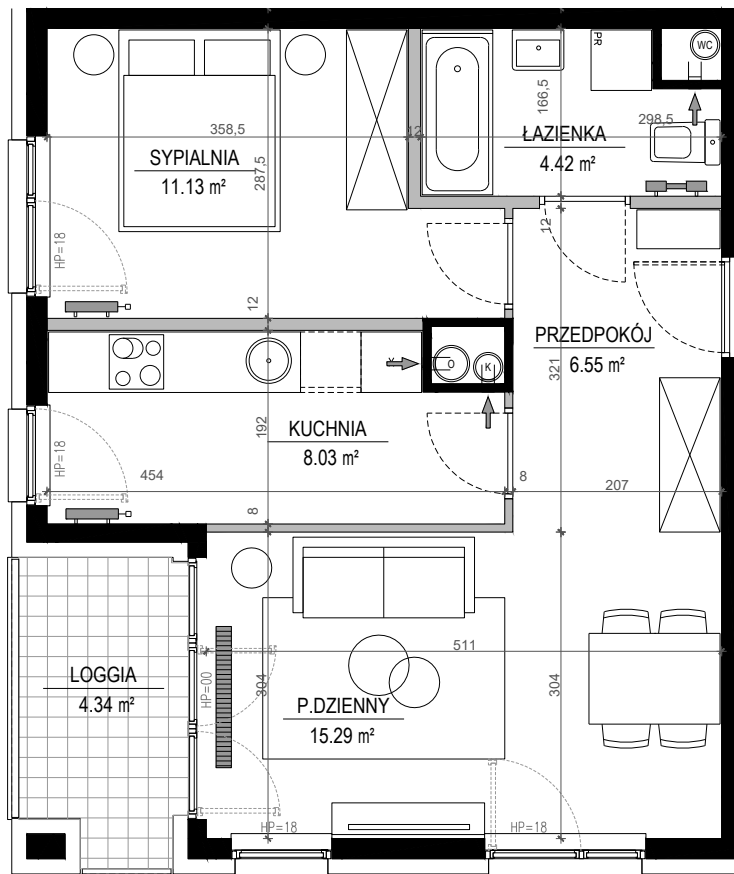 PR
WC
358,5
12
166,5
298,5
SYPIALNIA
11.13 m²
287,5
ŁAZIENKA
4.42 m²
12
HP=18
12
PRZEDPOKÓJ
6.55 m²
321
O
K
KUCHNIA
8.03 m²
192
HP=18
454
8
207
8
LOGGIA
4.34 m²
HP=00
304
511
304
P.DZIENNY
15.29 m²
HP=18
HP=18